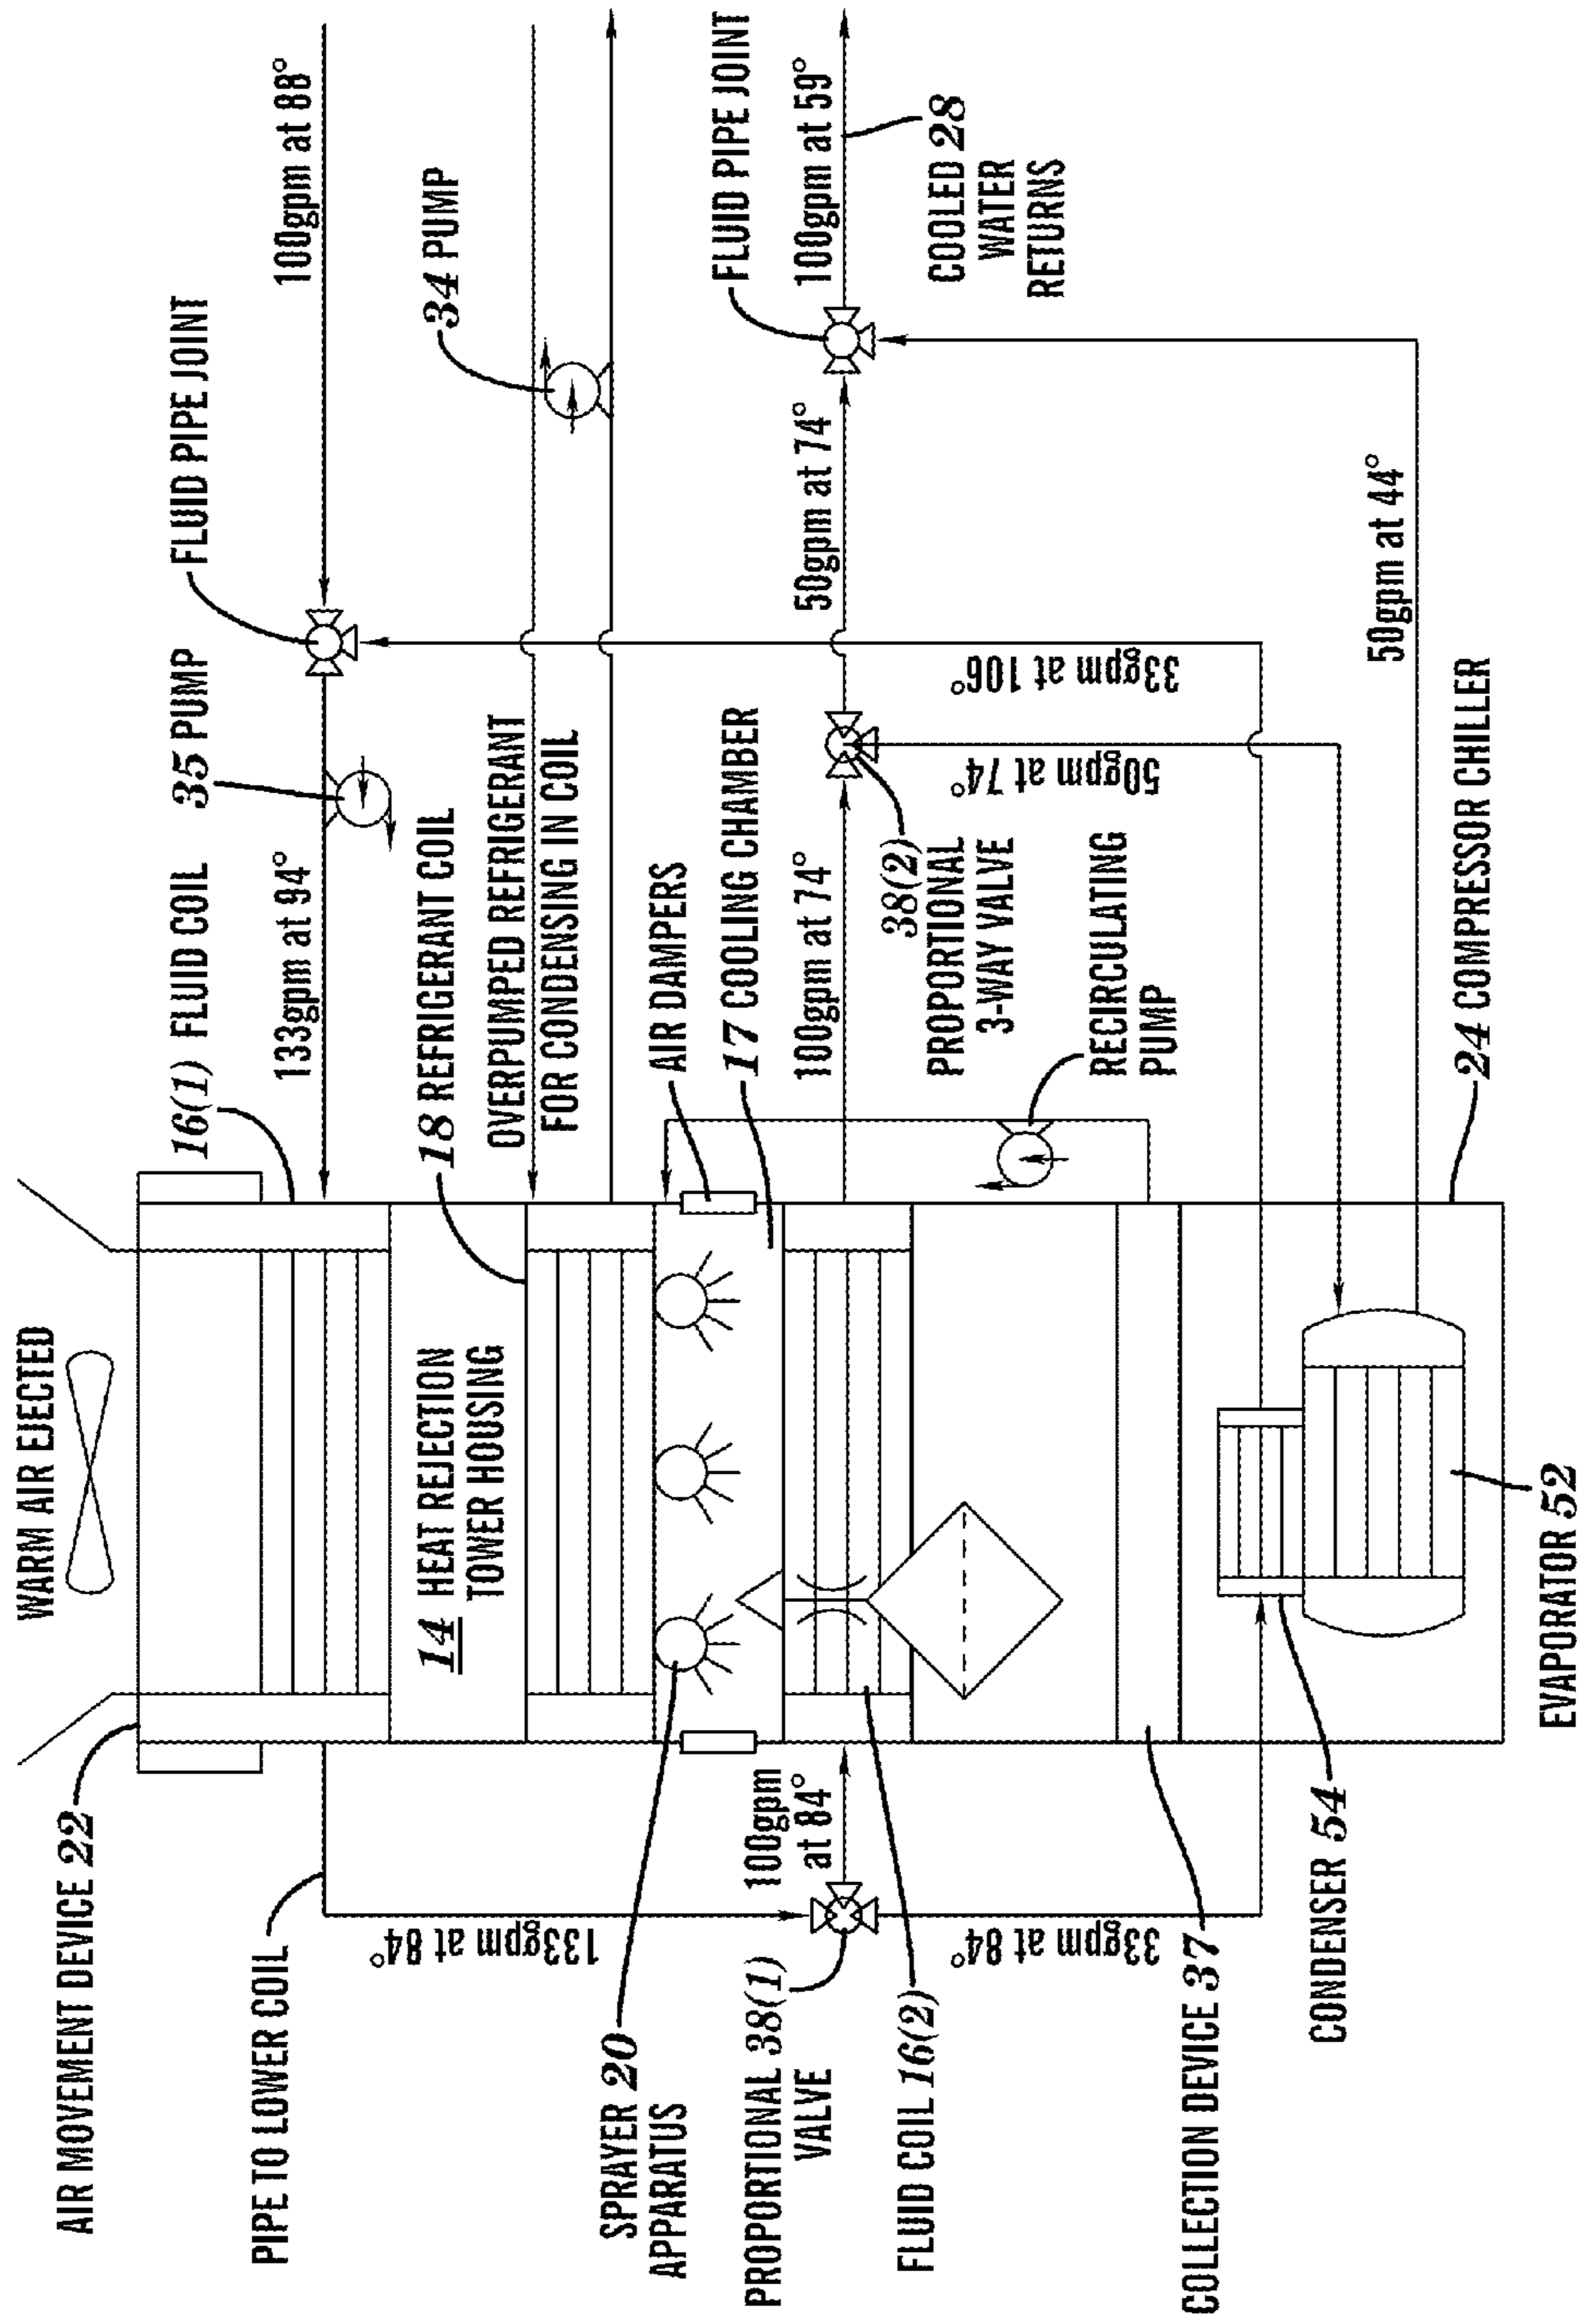 WARM AIR EJECTED
AIR MOVEMENT DEVICE 22
PIPE TO LOWER COIL
16(1) FLUID COIL
35 PUMP
FLUID PIPE JOINT
133gpm at 94°
100gpm at 88°
133gpm at 84°
14 HEAT REJECTION
TOWER HOUSING
18 REFRIGERANT COIL
OVERPUMPED REFRIGERANT
FOR CONDENSING IN COIL
34 PUMP
SPRAYER 20
APPARATUS
AIR DAMPERS
17 COOLING CHAMBER
FLUID PIPE JOINT
PROPORTIONAL 38(1)
VALVE
100gpm
at 84°
100gpm at 74°
50gpm at 74°
100gpm at 59°
FLUID COIL 16(2)
38(2)
PROPORTIONAL
3-WAY VALVE
COOLED 28
WATER
RETURNS
33gpm at 84°
50gpm at 74°
33gpm at 106°
RECIRCULATING
PUMP
COLLECTION DEVICE 37
CONDENSER 54
50gpm at 44°
24 COMPRESSOR CHILLER
EVAPORATOR 52